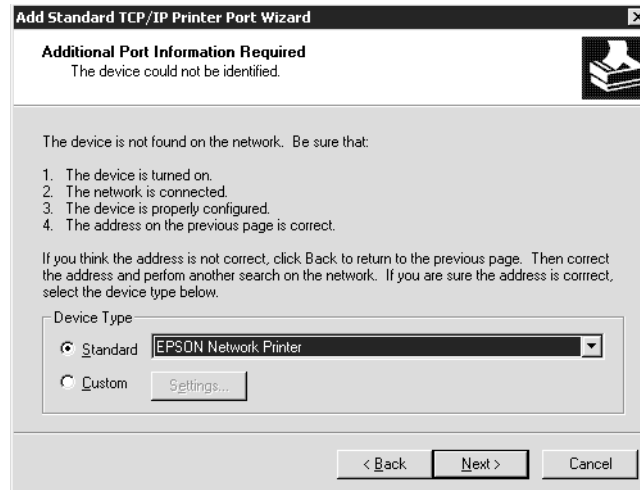 Add Standard TCP/IP Printer Port Wizard
Additional Port Information Required
The device could not be identified.
The device is not found on the network. Be sure that:
1. The device is turned on.
2. The network is connected.
3. The device is properly configured.
4. The address on the previous page is correct.
If you think the address is not correct, click Back to return to the previous page. Then correct
the address and perfom another search on the network. If you are sure the address is corrrect,
select the device type below.
Device Type
Standard EPSON Network Printer
Custom Settings...
< Back Next > Cancel